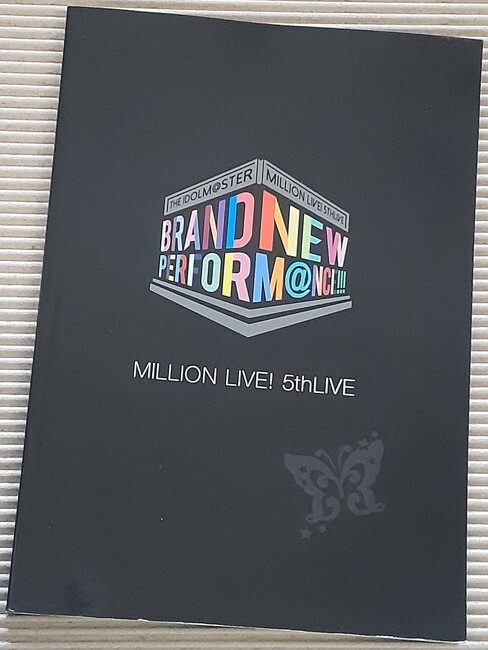 THE IDOLM@STER MILLION LIVE! 5THLIVE
BRAND NEW
PERFORM@NCE!!!
MILLION LIVE! 5thLIVE